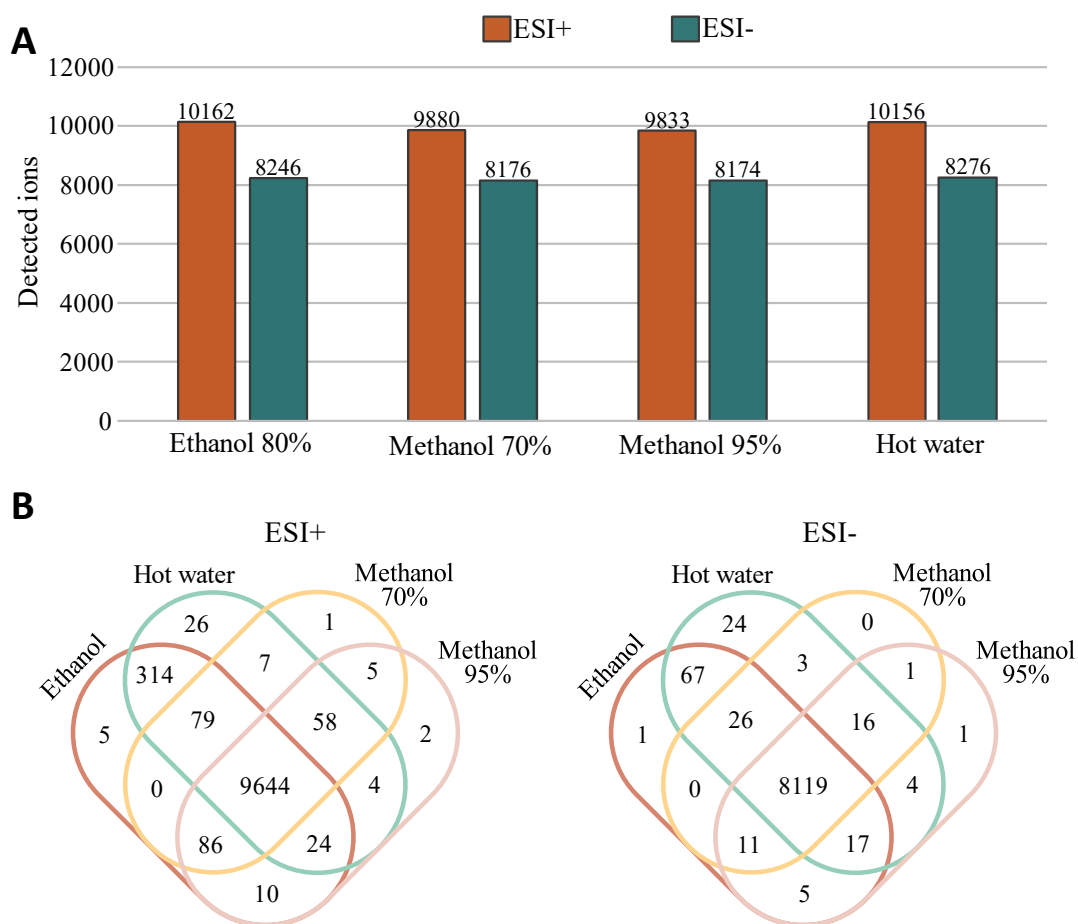 A
ESI+ ESI-
12000
10000
8000
6000
4000
2000
0
Detected ions
10162 8246 9880 8176 9833 8174 10156 8276
Ethanol 80% Methanol 70% Methanol 95% Hot water
B
ESI+
Hot water
Methanol
70%
Ethanol
Methanol
95%
26
1
314
7
5
5
79
58
2
0
9644
4
86
24
10
ESI-
Hot water
Methanol
70%
Ethanol
Methanol
95%
24
0
67
3
1
1
26
16
1
0
8119
4
11
17
5